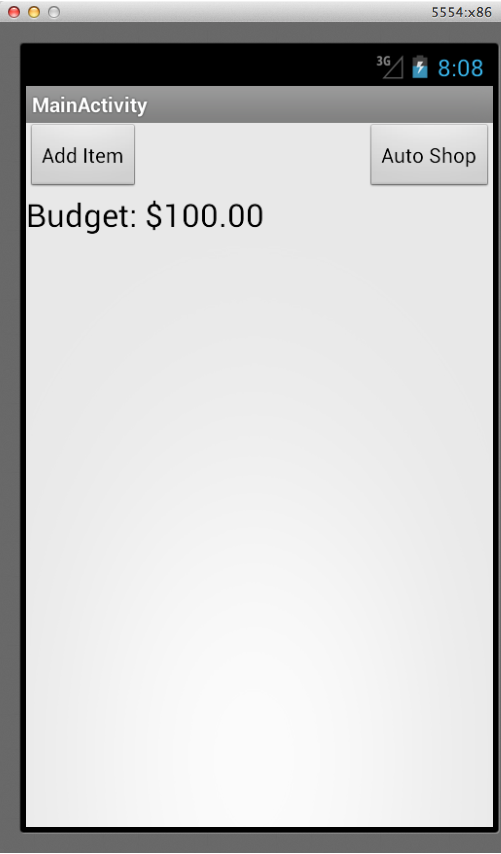 5554:x86
3G 8:08
MainActivity
Add Item Auto Shop
Budget: $100.00